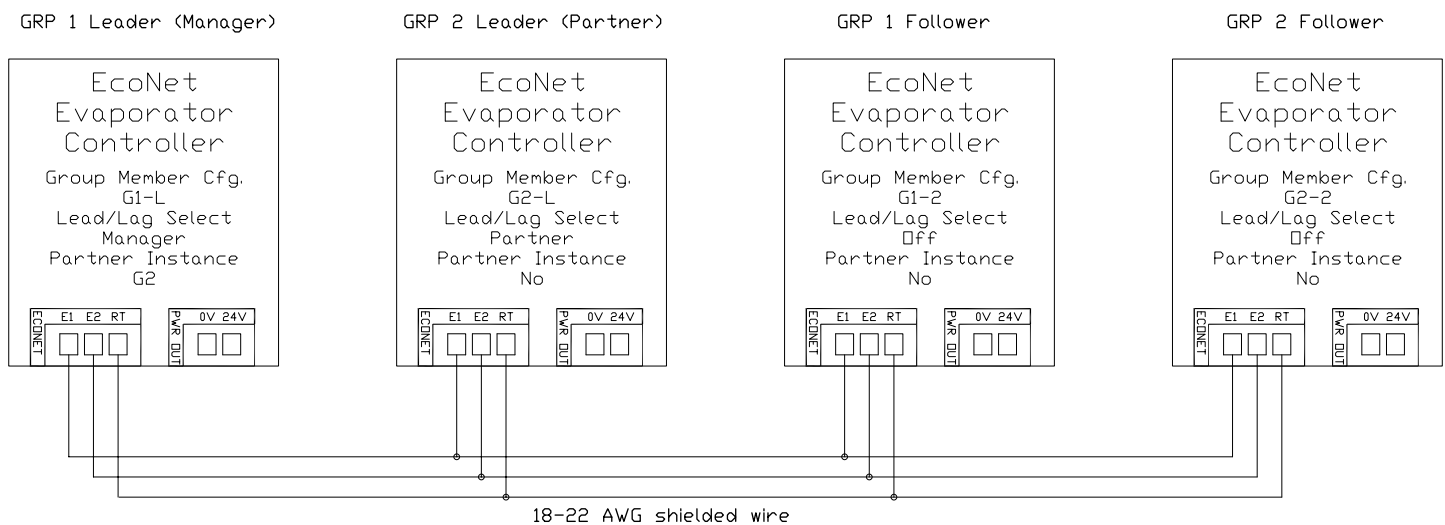 GRP 1 Leader (Manager)
EcoNet
Evaporator
Controller
Group Member Cfg.
G1-L
Lead/Lag Select
Manager
Partner Instance
G2
ECONET
E1 E2 RT
PWR OUT
0V 24V
GRP 2 Leader (Partner)
EcoNet
Evaporator
Controller
Group Member Cfg.
G2-L
Lead/Lag Select
Partner
Partner Instance
No
ECONET
E1 E2 RT
PWR OUT
0V 24V
GRP 1 Follower
EcoNet
Evaporator
Controller
Group Member Cfg.
G1-2
Lead/Lag Select
Off
Partner Instance
No
ECONET
E1 E2 RT
PWR OUT
0V 24V
GRP 2 Follower
EcoNet
Evaporator
Controller
Group Member Cfg.
G2-2
Lead/Lag Select
Off
Partner Instance
No
ECONET
E1 E2 RT
PWR OUT
0V 24V
18-22 AWG shielded wire